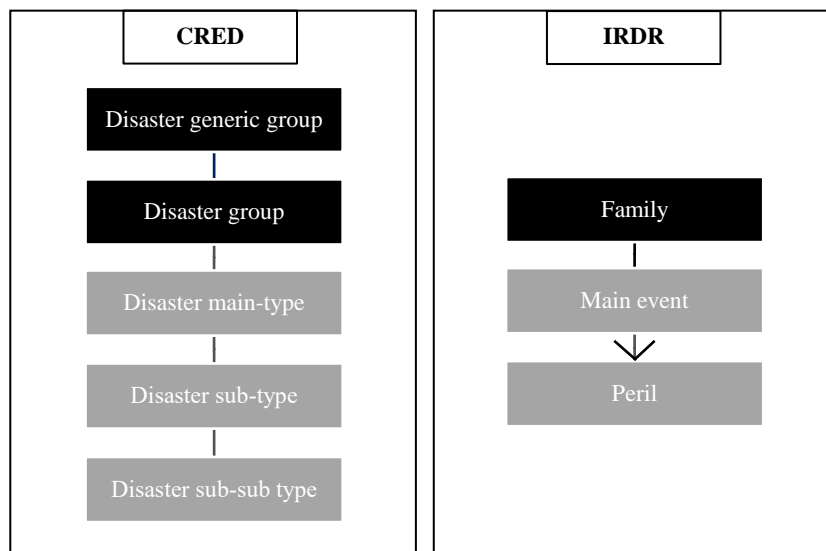 CRED
Disaster generic group
Disaster group
Disaster main-type
Disaster sub-type
Disaster sub-sub type
IRDR
Family
Main event
Peril